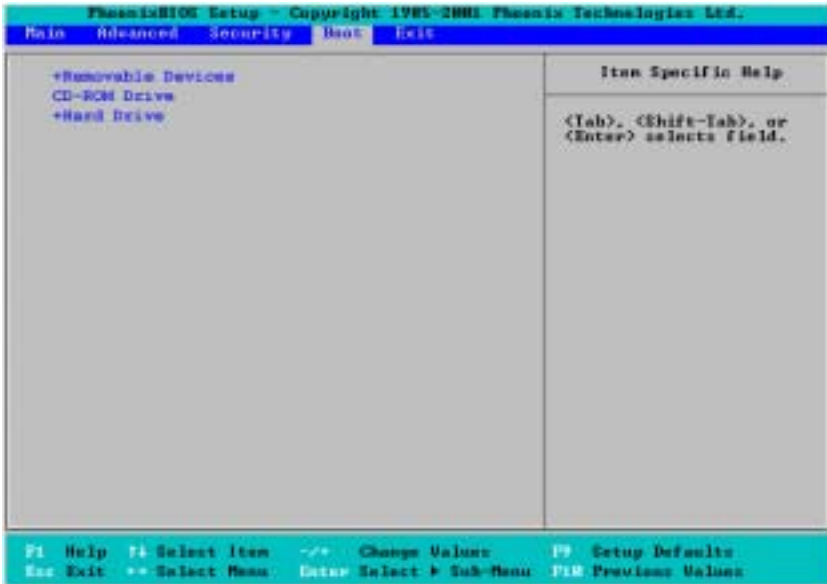 PhoenixBIOS Setup - Copyright 1985-2001 Phoenix Technologies Ltd.
Main Advanced Security Boot Exit
+Removable Devices
CD-ROM Drive
+Hard Drive
Item Specific Help
<Tab>, <Shift-Tab>, or
<Enter> selects field.
F1 Help ↑↓ Select Item -/+ Change Values F9 Setup Defaults
Esc Exit ↔ Select Menu Enter Select ▶ Sub-Menu F10 Previous Values